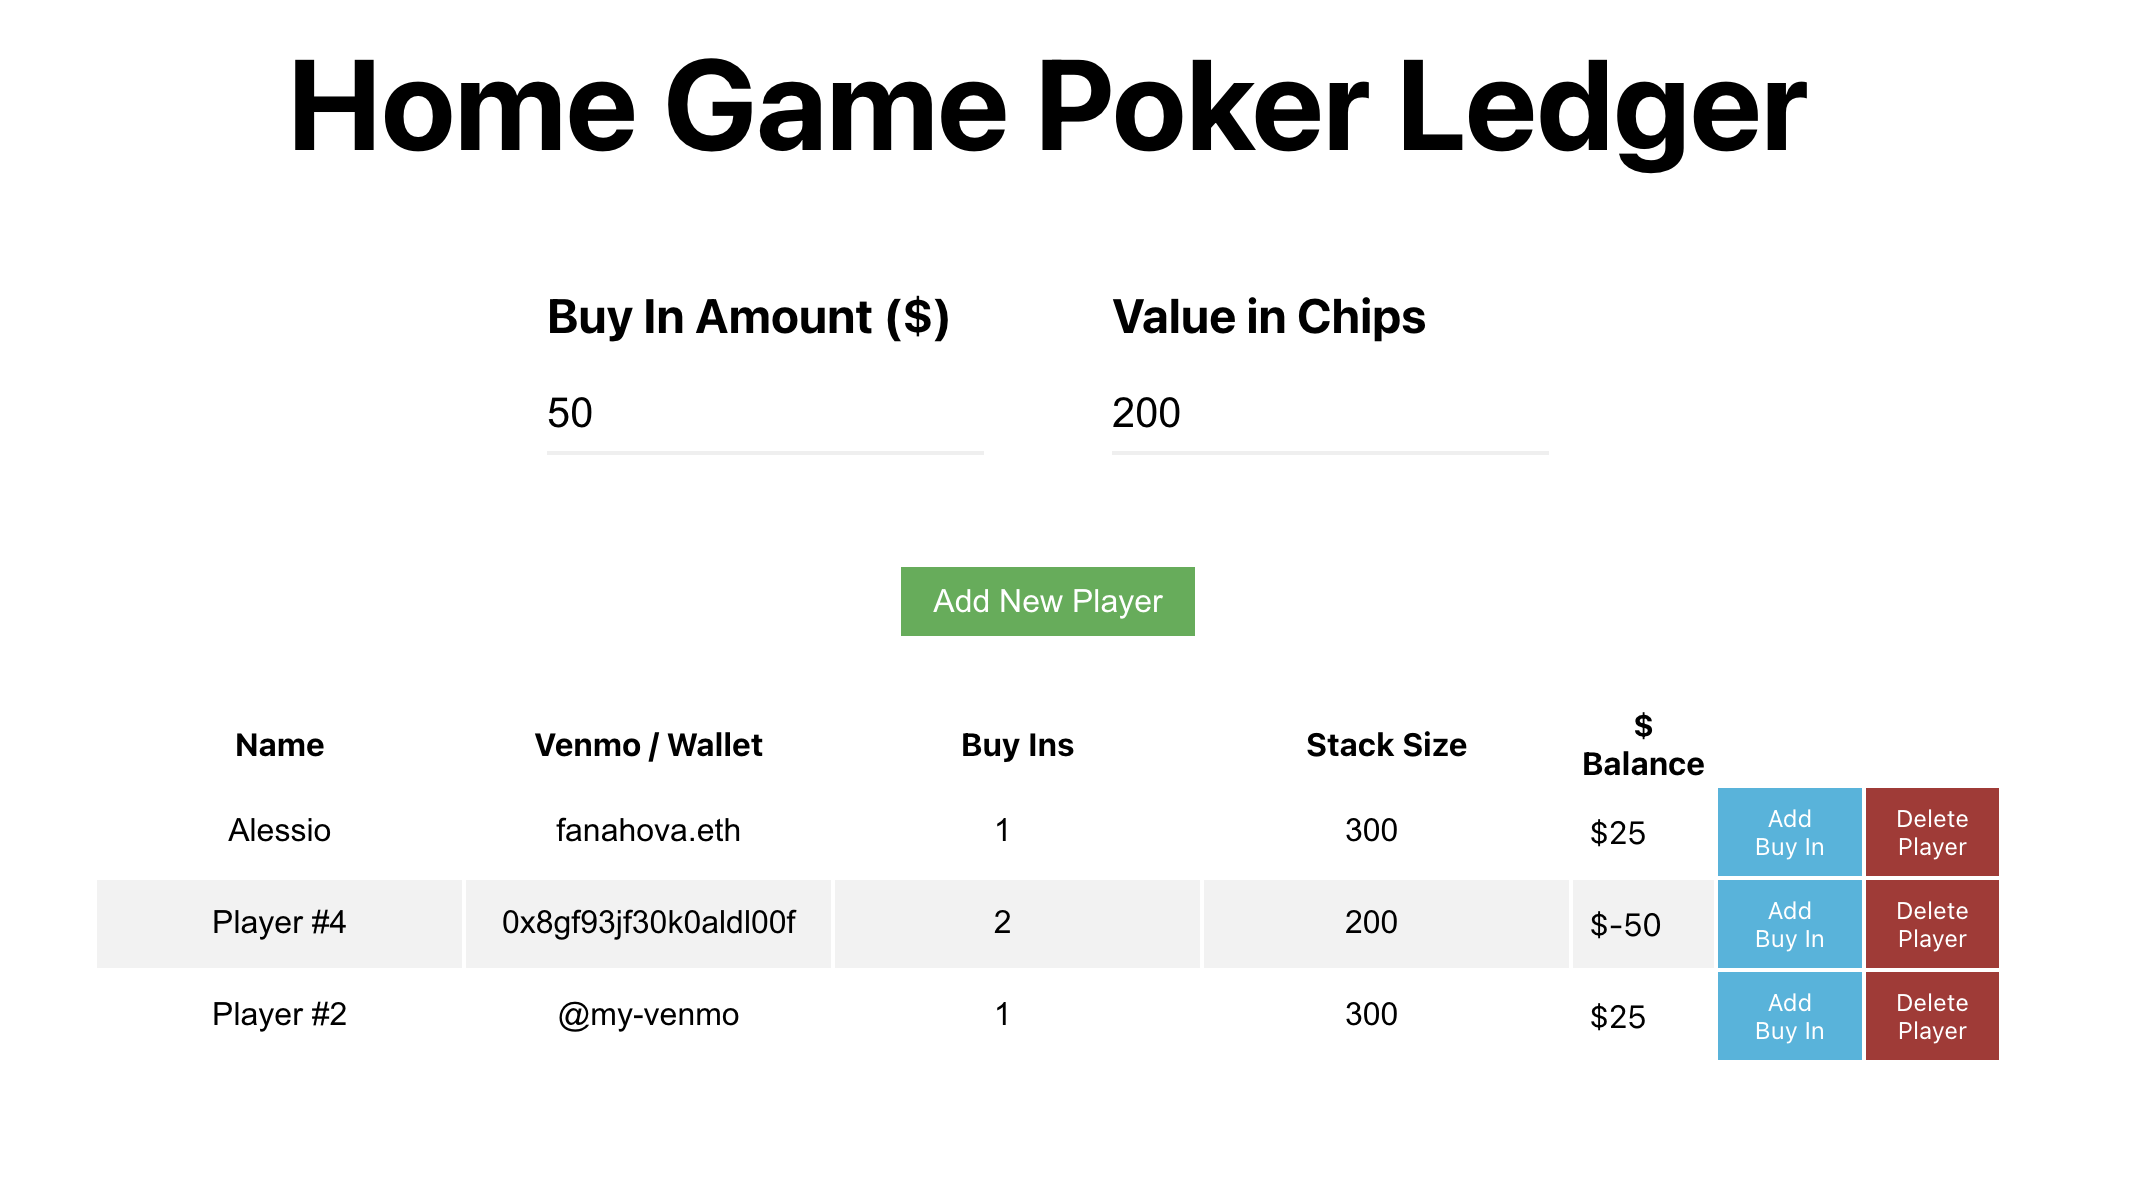 Home Game Poker Ledger
Buy In Amount ($) Value in Chips
50 200
Add New Player
Name Venmo / Wallet Buy Ins Stack Size $ Balance
Alessio fanahova.eth 1 300 $25 Add Buy In Delete Player
Player #4 0x8gf93jf30k0aldl00f 2 200 $-50 Add Buy In Delete Player
Player #2 @my-venmo 1 300 $25 Add Buy In Delete Player